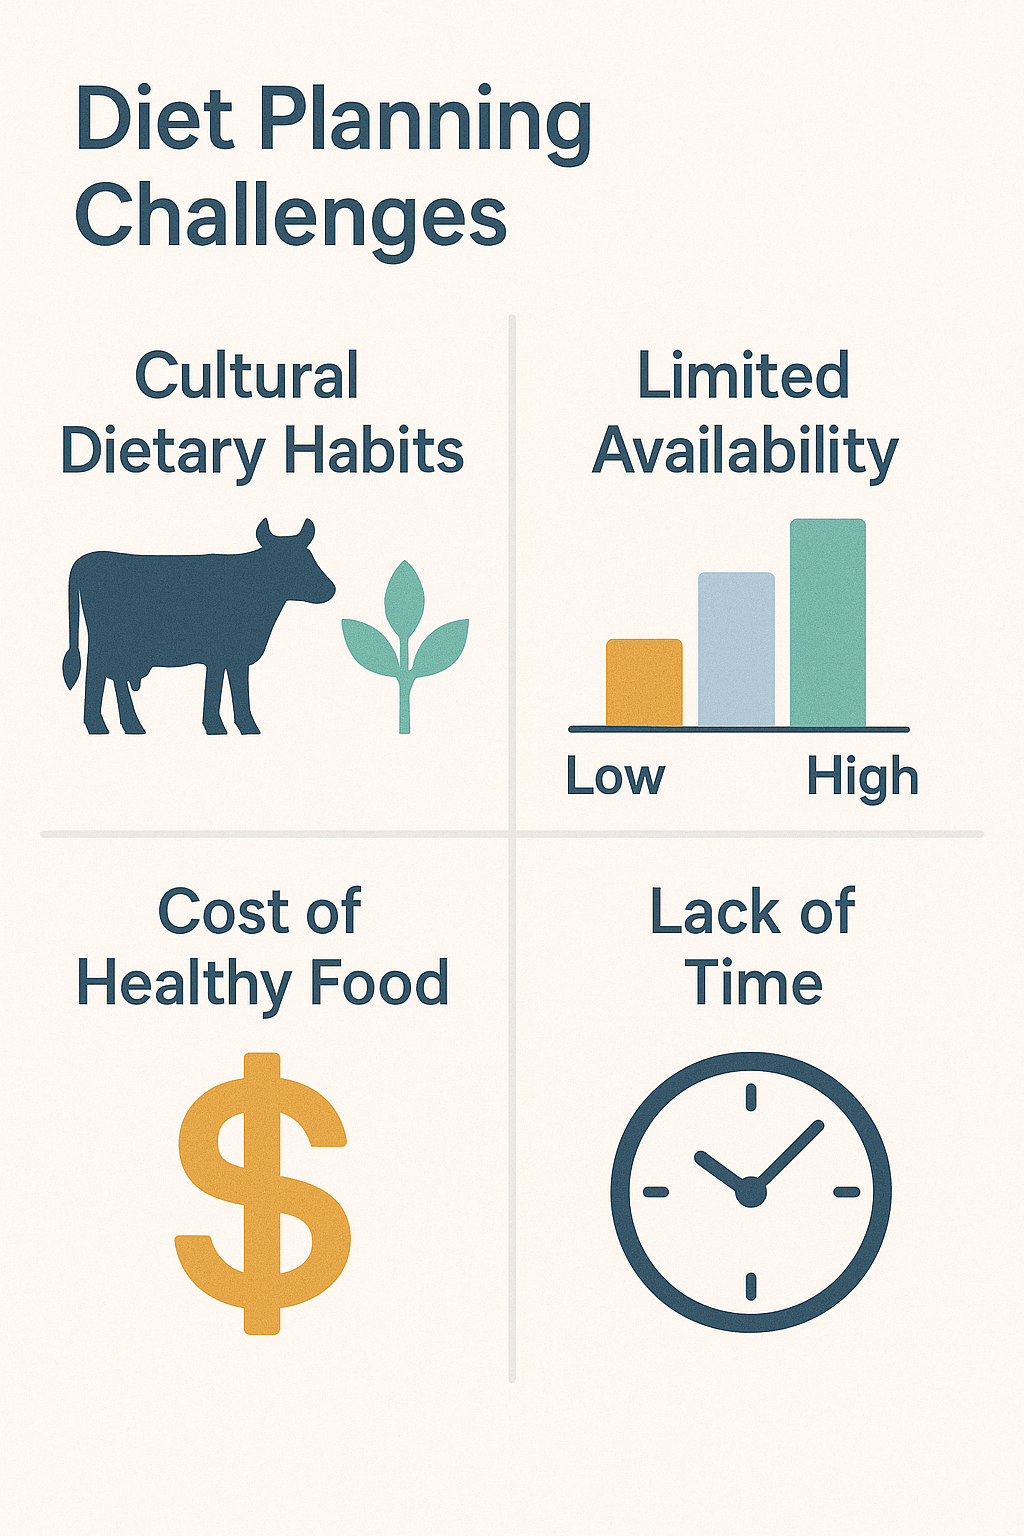 Diet Planning
Challenges
Cultural
Dietary Habits
Limited
Availability
Low
High
Cost of
Healthy Food
$
Lack of
Time